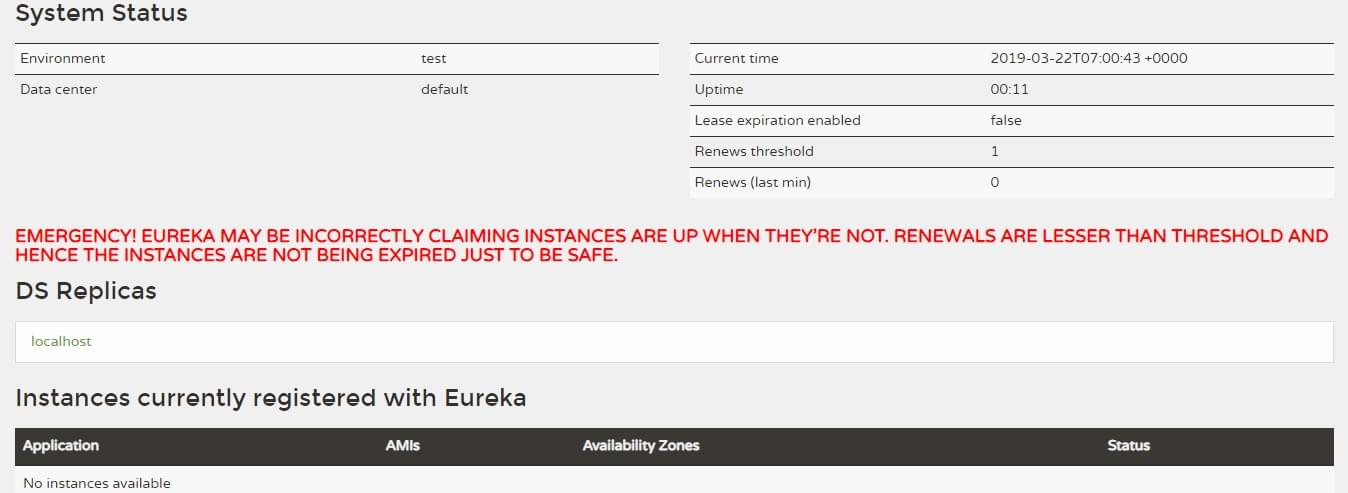 System Status
Environment test
Data center default
Current time 2019-03-22T07:00:43 +0000
Uptime 00:11
Lease expiration enabled false
Renews threshold 1
Renews (last min) 0
EMERGENCY! EUREKA MAY BE INCORRECTLY CLAIMING INSTANCES ARE UP WHEN THEY'RE NOT. RENEWALS ARE LESSER THAN THRESHOLD AND
HENCE THE INSTANCES ARE NOT BEING EXPIRED JUST TO BE SAFE.
DS Replicas
localhost
Instances currently registered with Eureka
Application AMIs Availability Zones Status
No instances available